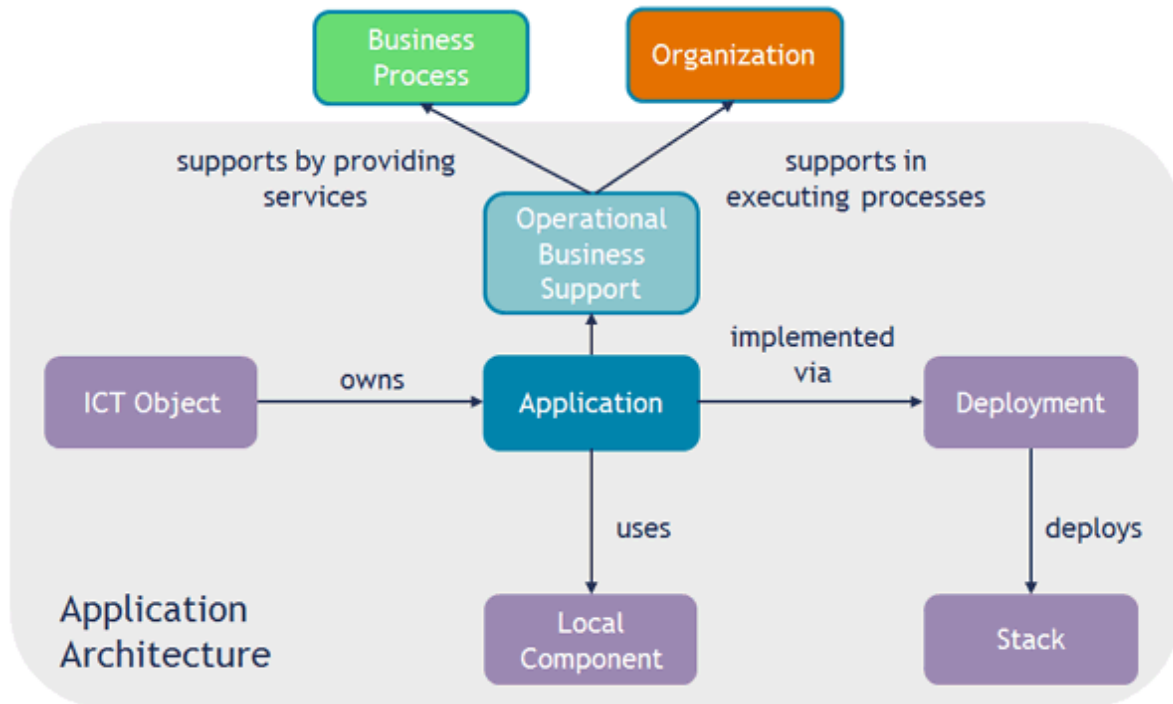 Business
Process
Organization
supports by providing
services
supports in
executing processes
Operational
Business
Support
implemented
via
ICT Object
owns
Application
Deployment
uses
deploys
Application
Architecture
Local
Component
Stack